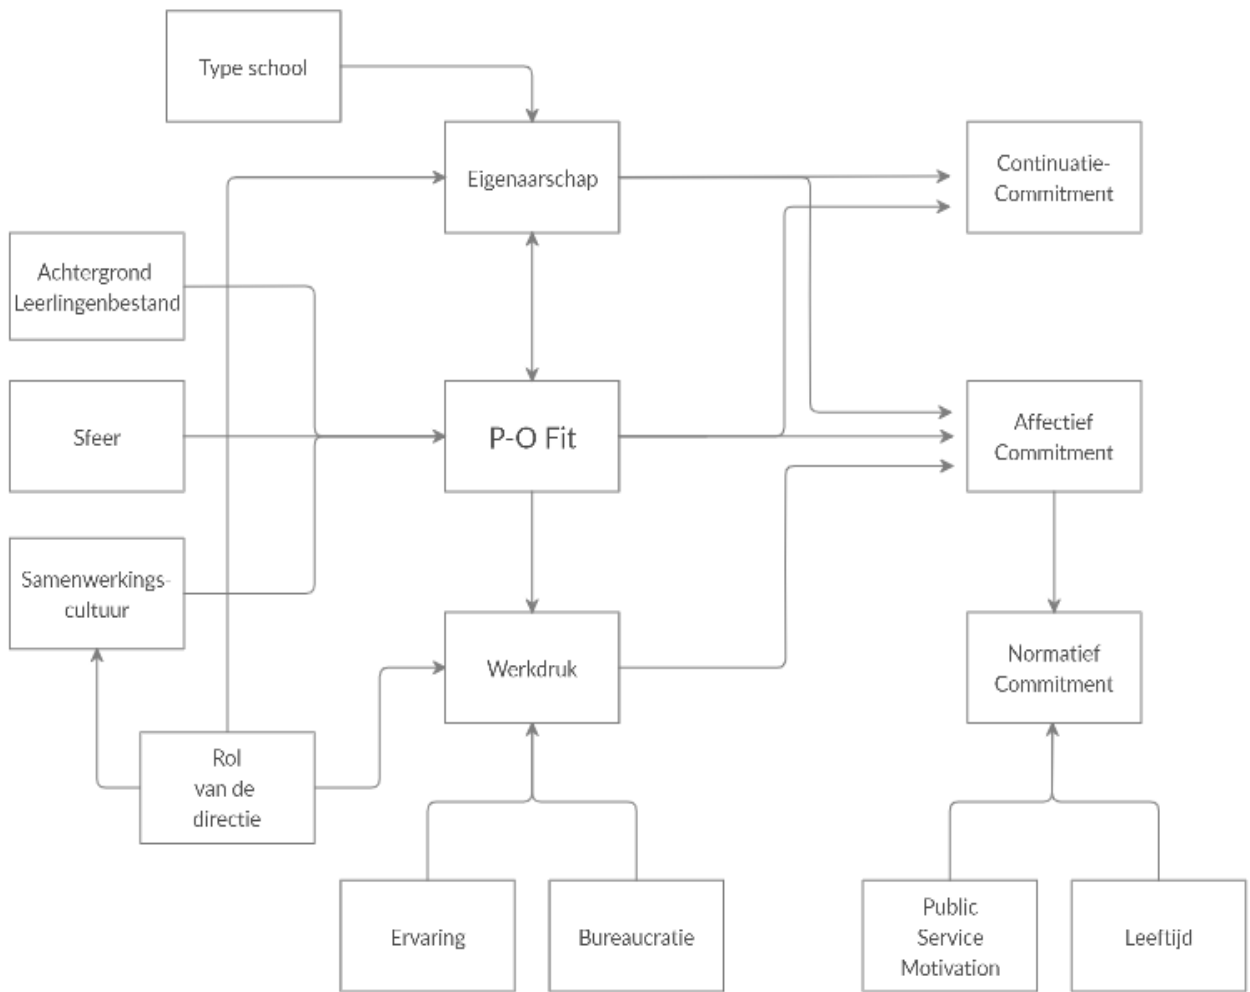 Type school
Eigenaarschap
Continuatie-
Commitment
Achtergrond
Leerlingenbestand
Sfeer
P-O Fit
Affectief
Commitment
Samenwerkings-
cultuur
Werkdruk
Normatief
Commitment
Rol
van de
directie
Ervaring
Bureaucratie
Public
Service
Motivation
Leeftijd